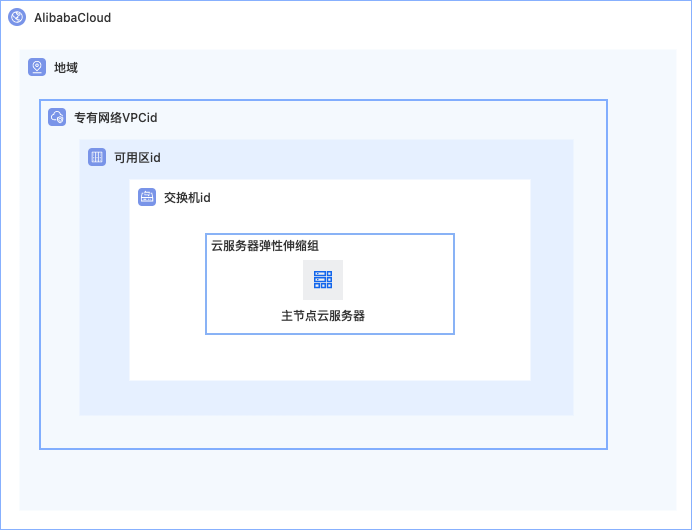 AlibabaCloud
地域
专有网络VPCid
可用区id
交换机id
云服务器弹性伸缩组
主节点云服务器